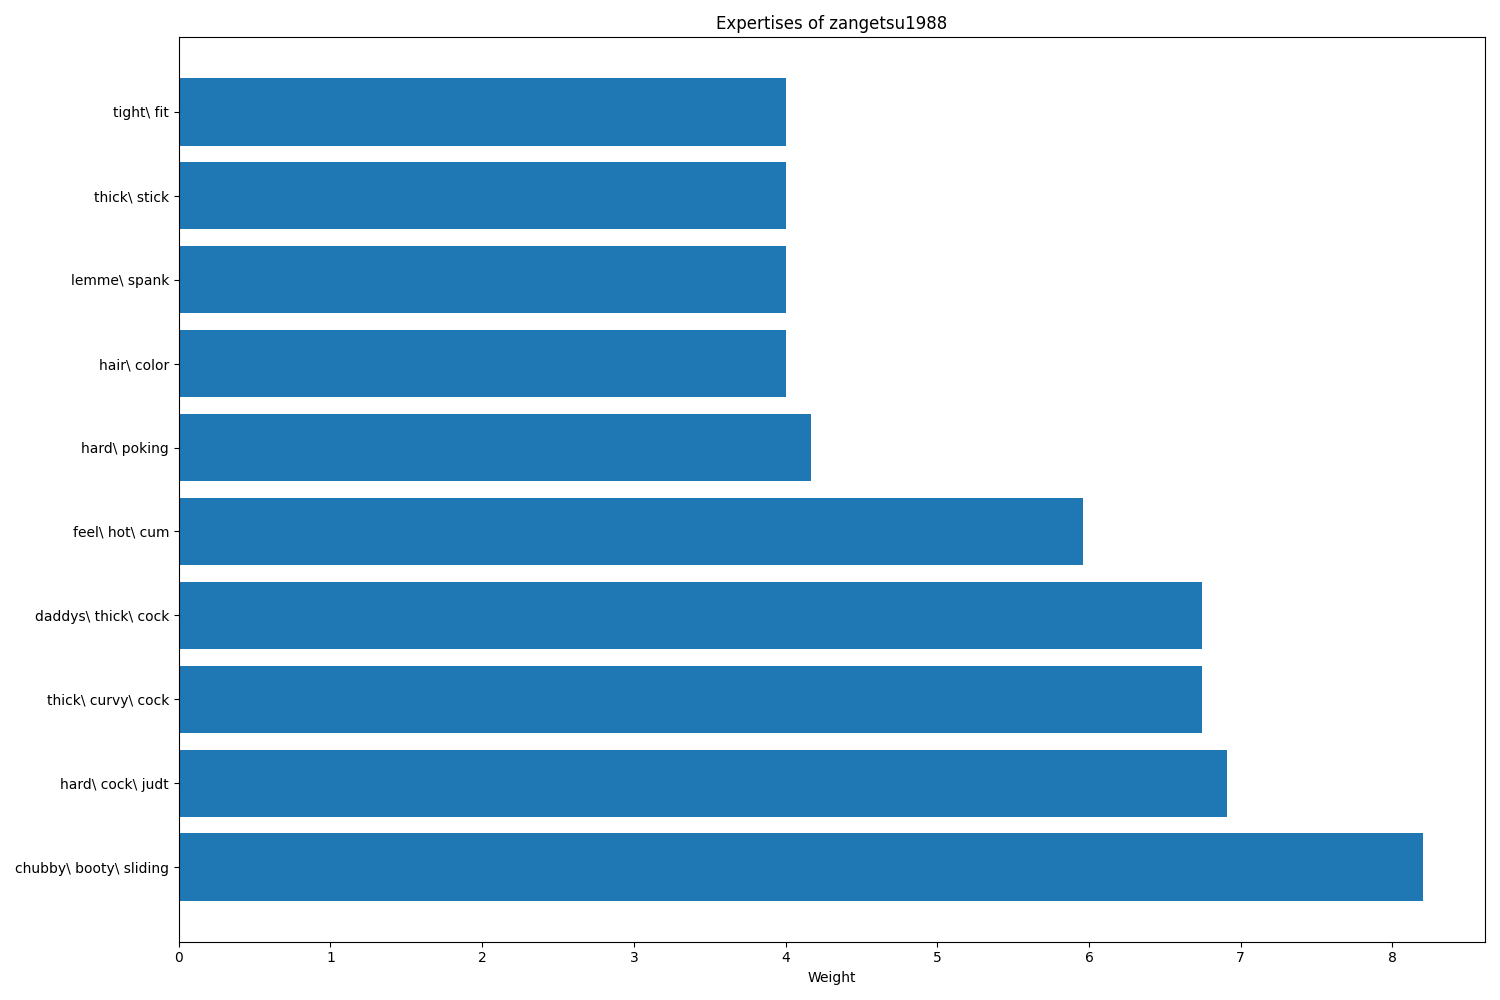 Expertises of zangetsu1988
tight\ fit
thick\ stick
lemme\ spank
hair\ color
hard\ poking
feel\ hot\ cum
daddys\ thick\ cock
thick\ curvy\ cock
hard\ cock\ judt
chubby\ booty\ sliding
0 1 2 3 4 5 6 7 8
Weight